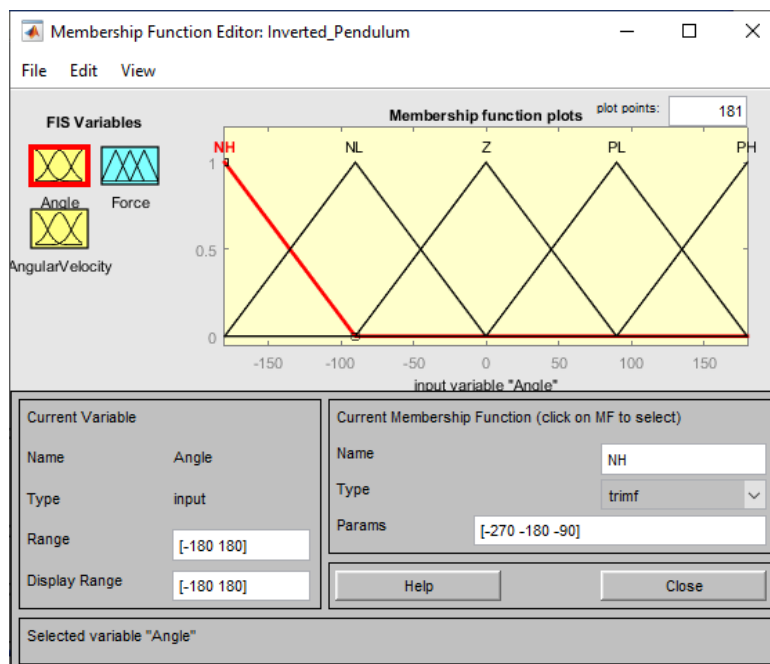 Membership Function Editor: Inverted_Pendulum
File Edit View
FIS Variables
Angle
Force
AngularVelocity
Membership function plots
plot points: 181
NH NL Z PL PH
1
0.5
0
-150 -100 -50 0 50 100 150
input variable "Angle"
Current Variable
Name Angle
Type input
Range [-180 180]
Display Range [-180 180]
Current Membership Function (click on MF to select)
Name NH
Type trimf
Params [-270 -180 -90]
Help Close
Selected variable "Angle"